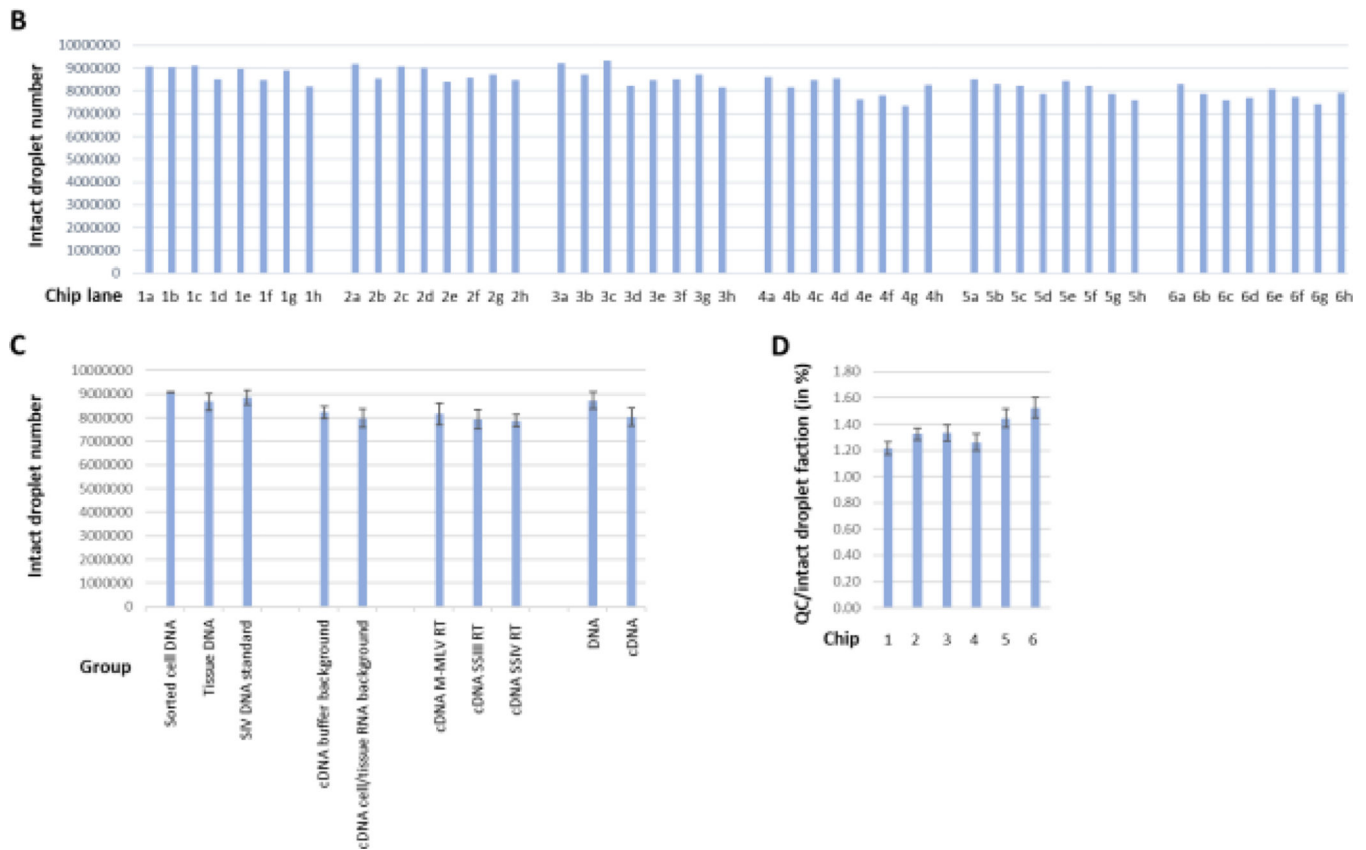 B
Intact droplet number
10000000
9000000
8000000
7000000
6000000
5000000
4000000
3000000
2000000
1000000
0
Chip lane 1a 1b 1c 1d 1e 1f 1g 1h 2a 2b 2c 2d 2e 2f 2g 2h 3a 3b 3c 3d 3e 3f 3g 3h 4a 4b 4c 4d 4e 4f 4g 4h 5a 5b 5c 5d 5e 5f 5g 5h 6a 6b 6c 6d 6e 6f 6g 6h
C
Intact droplet number
10000000
9000000
8000000
7000000
6000000
5000000
4000000
3000000
2000000
1000000
0
Group
Sorted cell DNA
Tissue DNA
SIV DNA standard
cDNA buffer background
cDNA cell/tissue RNA background
cDNA M-MLV RT
cDNA SSIII RT
cDNA SSIV RT
DNA
cDNA
D
QC/intact droplet faction (in %)
1.80
1.60
1.40
1.20
1.00
0.80
0.60
0.40
0.20
0.00
Chip 1 2 3 4 5 6